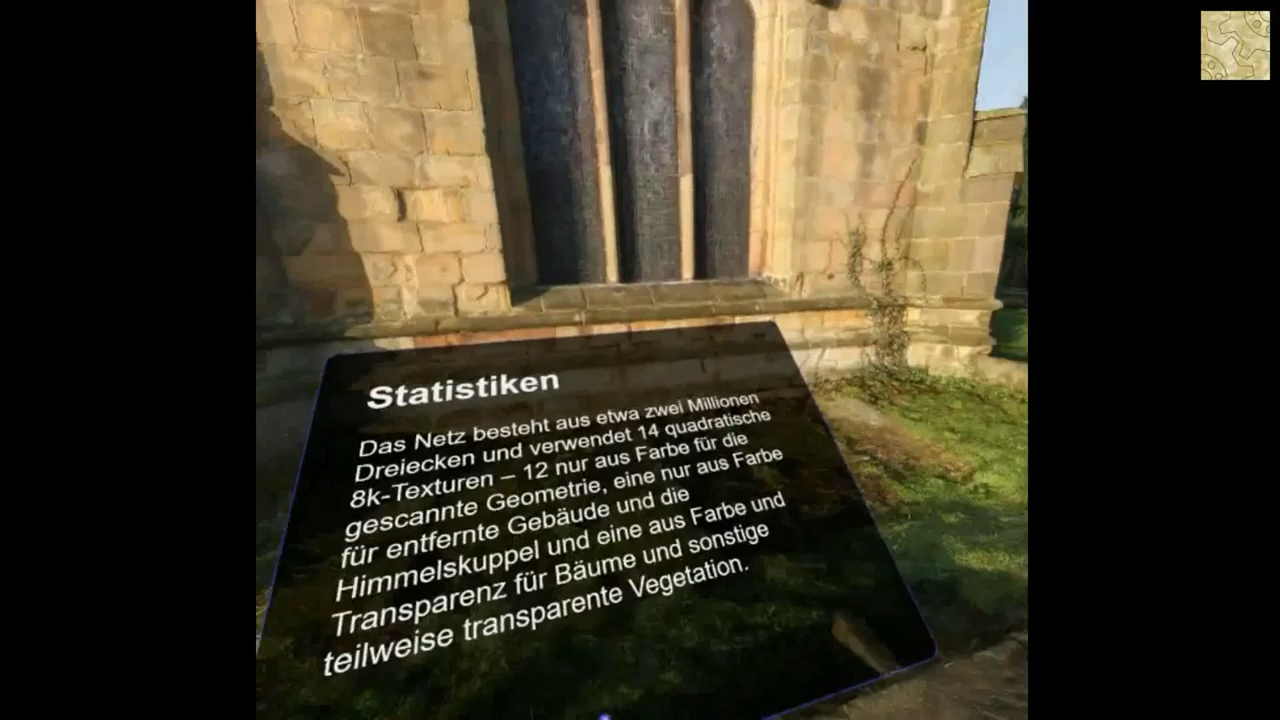 Statistiken
Das Netz besteht aus etwa zwei Millionen
Dreiecken und verwendet 14 quadratische
8k-Texturen – 12 nur aus Farbe für die
gescannte Geometrie, eine nur aus Farbe
für entfernte Gebäude und die
Himmelskuppel und eine aus Farbe und
Transparenz für Bäume und sonstige
teilweise transparente Vegetation.